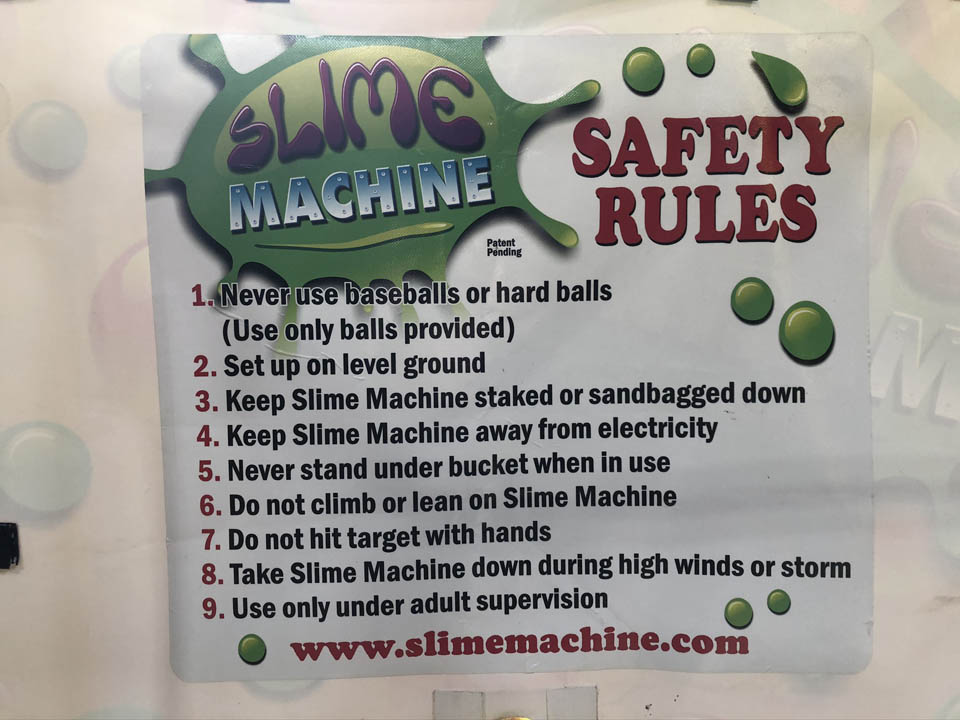 SLIME
MACHINE
SAFETY
RULES
Patent
Pending
1. Never use baseballs or hard balls
(Use only balls provided)
2. Set up on level ground
3. Keep Slime Machine staked or sandbagged down
4. Keep Slime Machine away from electricity
5. Never stand under bucket when in use
6. Do not climb or lean on Slime Machine
7. Do not hit target with hands
8. Take Slime Machine down during high winds or storm
9. Use only under adult supervision
www.slimemachine.com